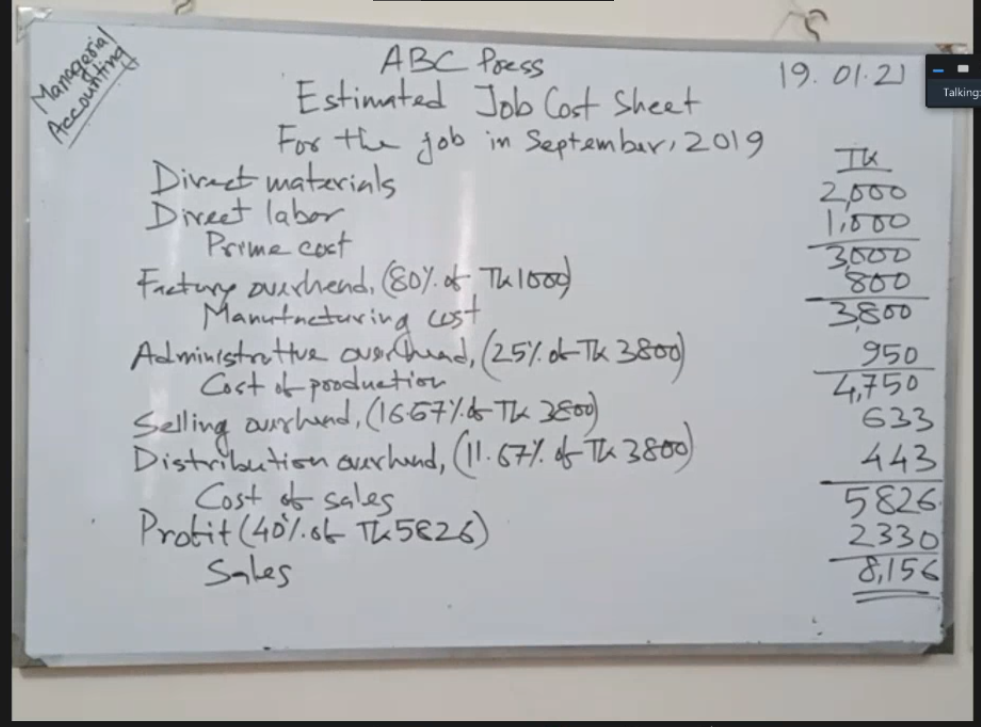 Managerial
Accounting
ABC Press
19.01.21
Estimated Job Cost Sheet
For the job in September, 2019
Tk
Direct materials 2,000
Direct labor 1,000
Prime cost 3,000
Factory overhead, (80% of Tk 1000) 800
Manufacturing cost 3,800
Administrative overhead, (25% of Tk 3800) 950
Cost of production 4,750
Selling overhead, (16.67% of Tk 3800) 633
Distribution overhead, (11.67% of Tk 3800) 443
Cost of sales 5826
Profit (40% of Tk 5826) 2330
Sales 8,156
Talking: